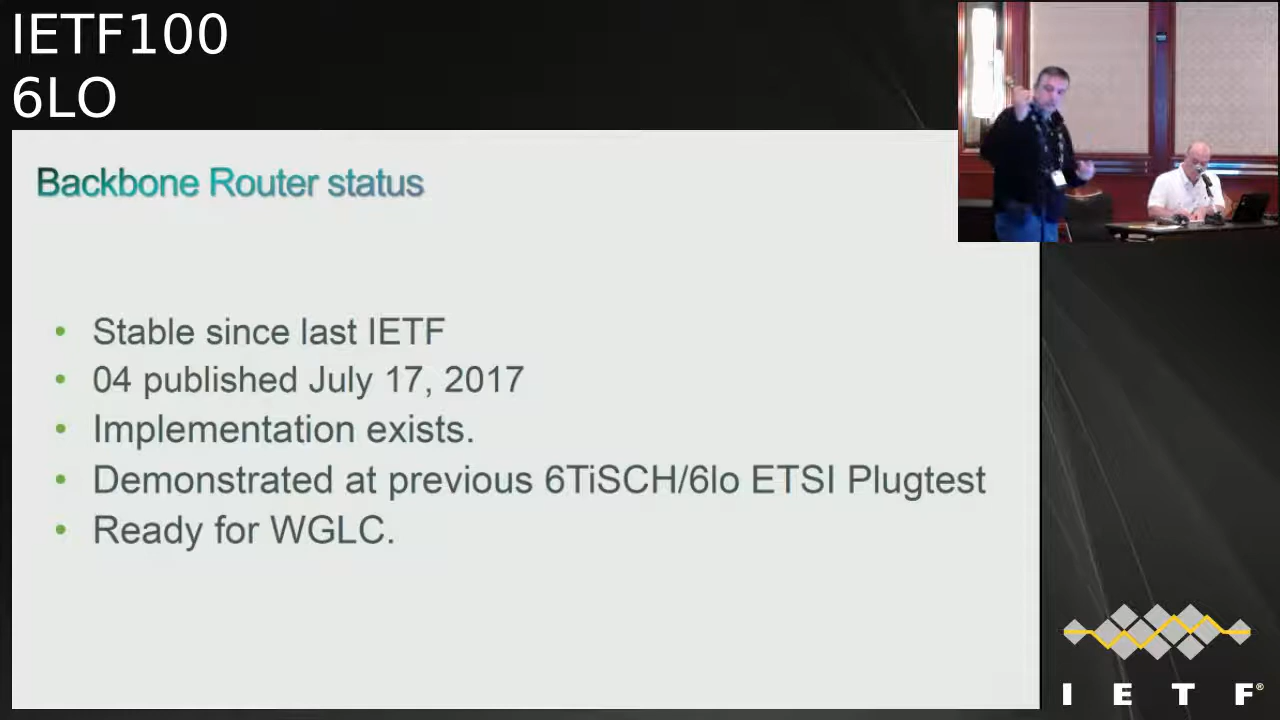 IETF100
6LO
Backbone Router status
• Stable since last IETF
• 04 published July 17, 2017
• Implementation exists.
• Demonstrated at previous 6TiSCH/6lo ETSI Plugtest
• Ready for WGLC.
I E T F®